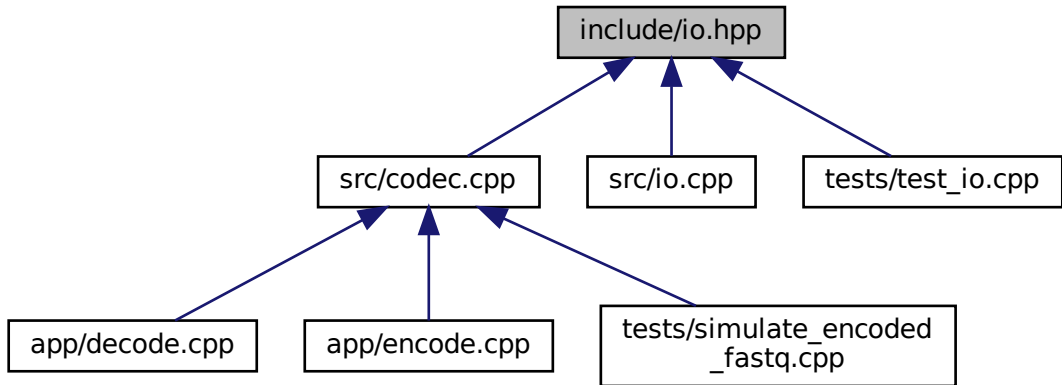 include/io.hpp
src/codec.cpp
src/io.cpp
tests/test_io.cpp
app/decode.cpp
app/encode.cpp
tests/simulate_encoded
_fastq.cpp